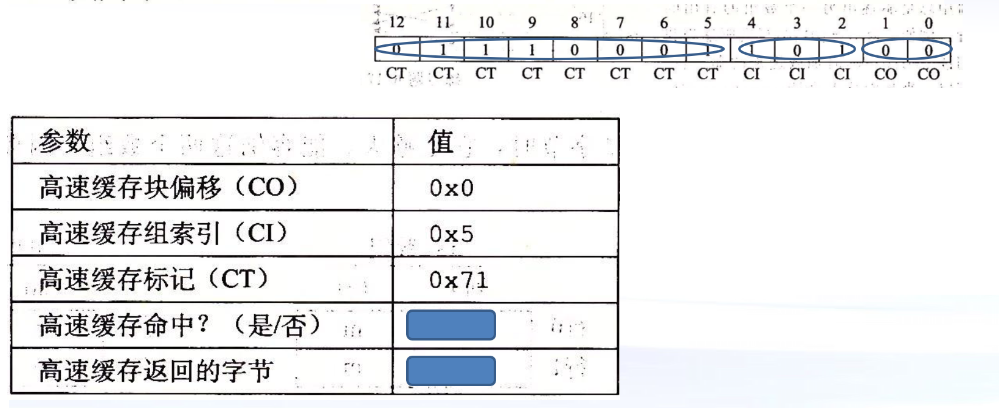 12 11 10 9 8 7 6 5 4 3 2 1 0
0 1 1 1 0 0 0 1 1 0 1 0 0
CT CT CT CT CT CT CT CT CI CI CI CO CO
参数 值
高速缓存块偏移（CO） 0x0
高速缓存组索引（CI） 0x5
高速缓存标记（CT） 0x71
高速缓存命中？（是/否）
高速缓存返回的字节